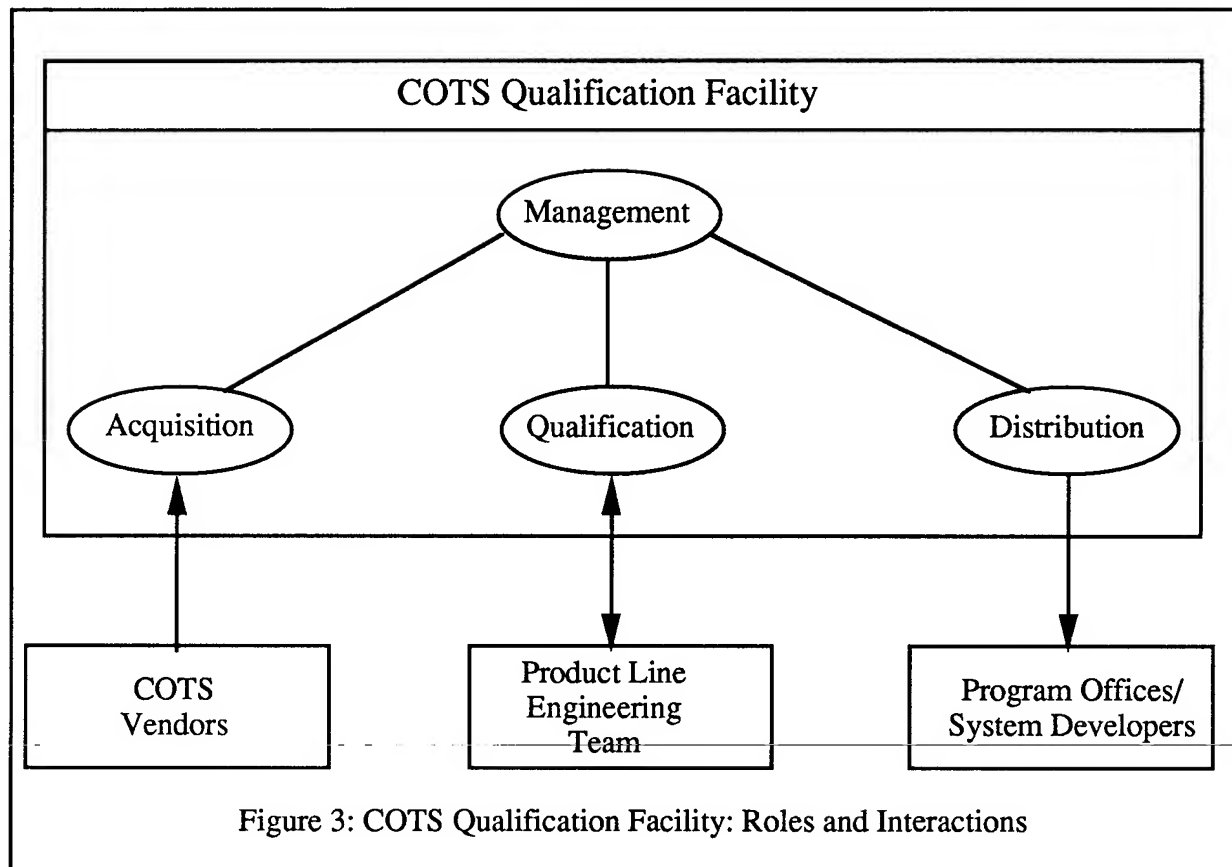 COTS Qualification Facility
Management
Acquisition
Qualification
Distribution
COTS
Vendors
Product Line
Engineering
Team
Program Offices/
System Developers
Figure 3: COTS Qualification Facility: Roles and Interactions